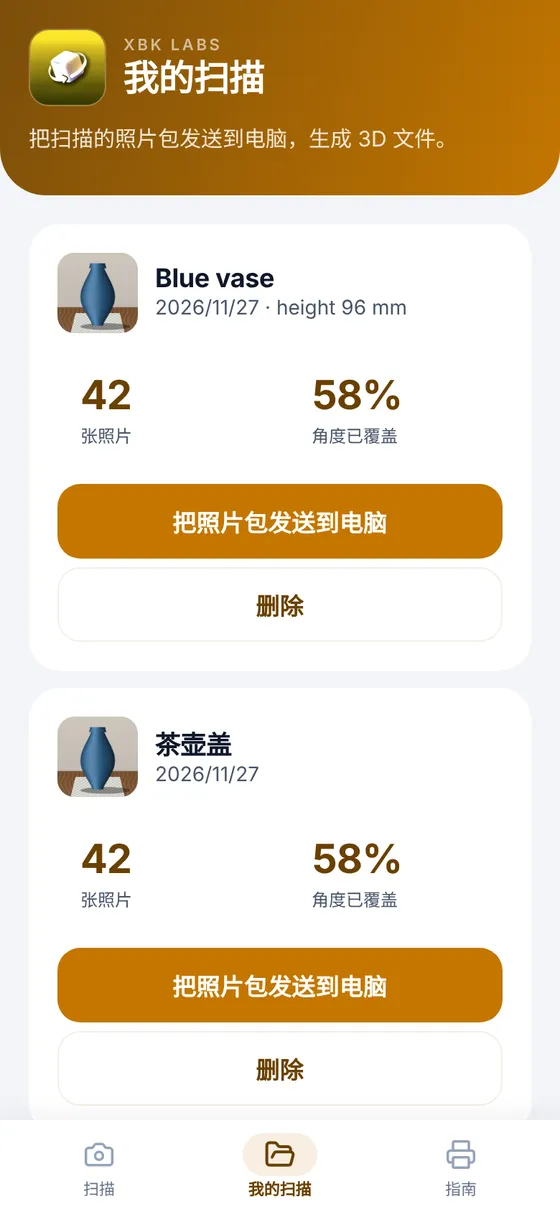 XBK LABS
我的扫描
把扫描的照片包发送到电脑，生成 3D 文件。
Blue vase
2026/11/27 · height 96 mm
42
58%
张照片
角度已覆盖
把照片包发送到电脑
删除
茶壶盖
2026/11/27
42
58%
张照片
角度已覆盖
把照片包发送到电脑
删除
扫描
我的扫描
指南